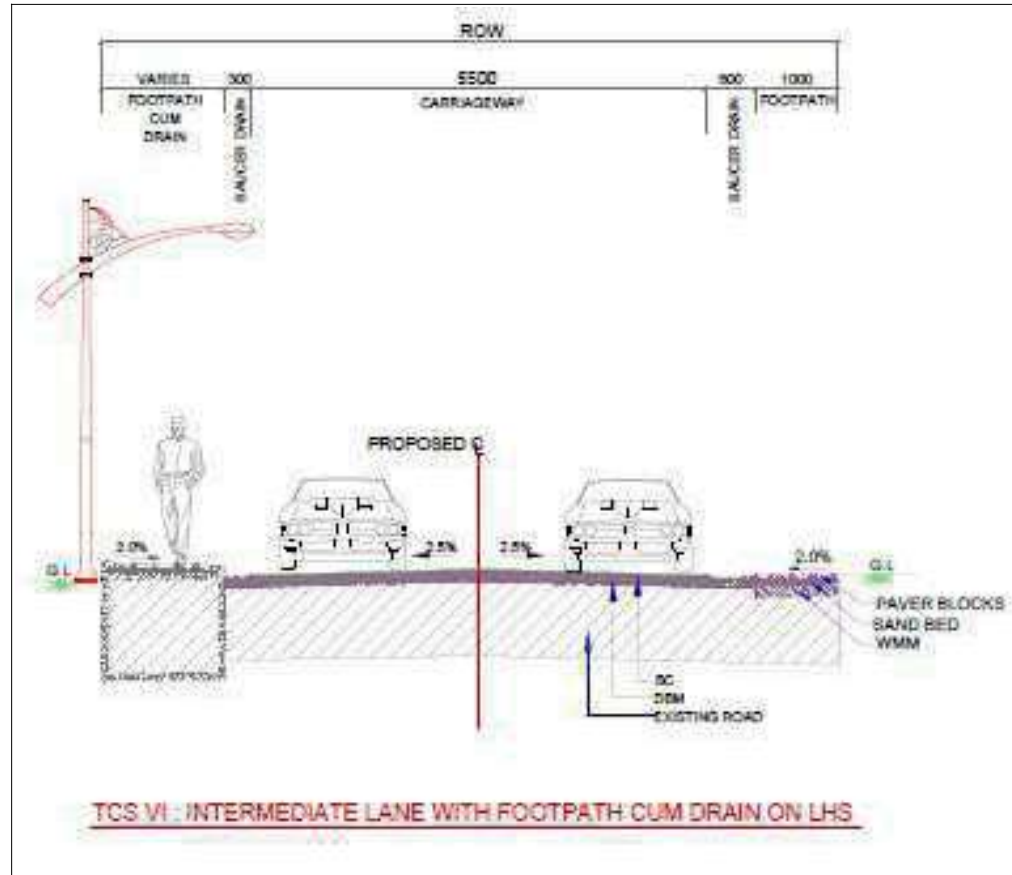 ROW
VARIES 300 5500 1000
FOOTPATH CUM DRAIN
SAUCER DRAIN
CARRIAGEWAY
SAUCER DRAIN
FOOTPATH
PROPOSED
2.0%
2.5%
2.5%
2.0%
G.L
G.L
PAVER BLOCKS
SAND BED
WMM
BC
DBM
EXISTING ROAD
TCS VI : INTERMEDIATE LANE WITH FOOTPATH CUM DRAIN ON LHS